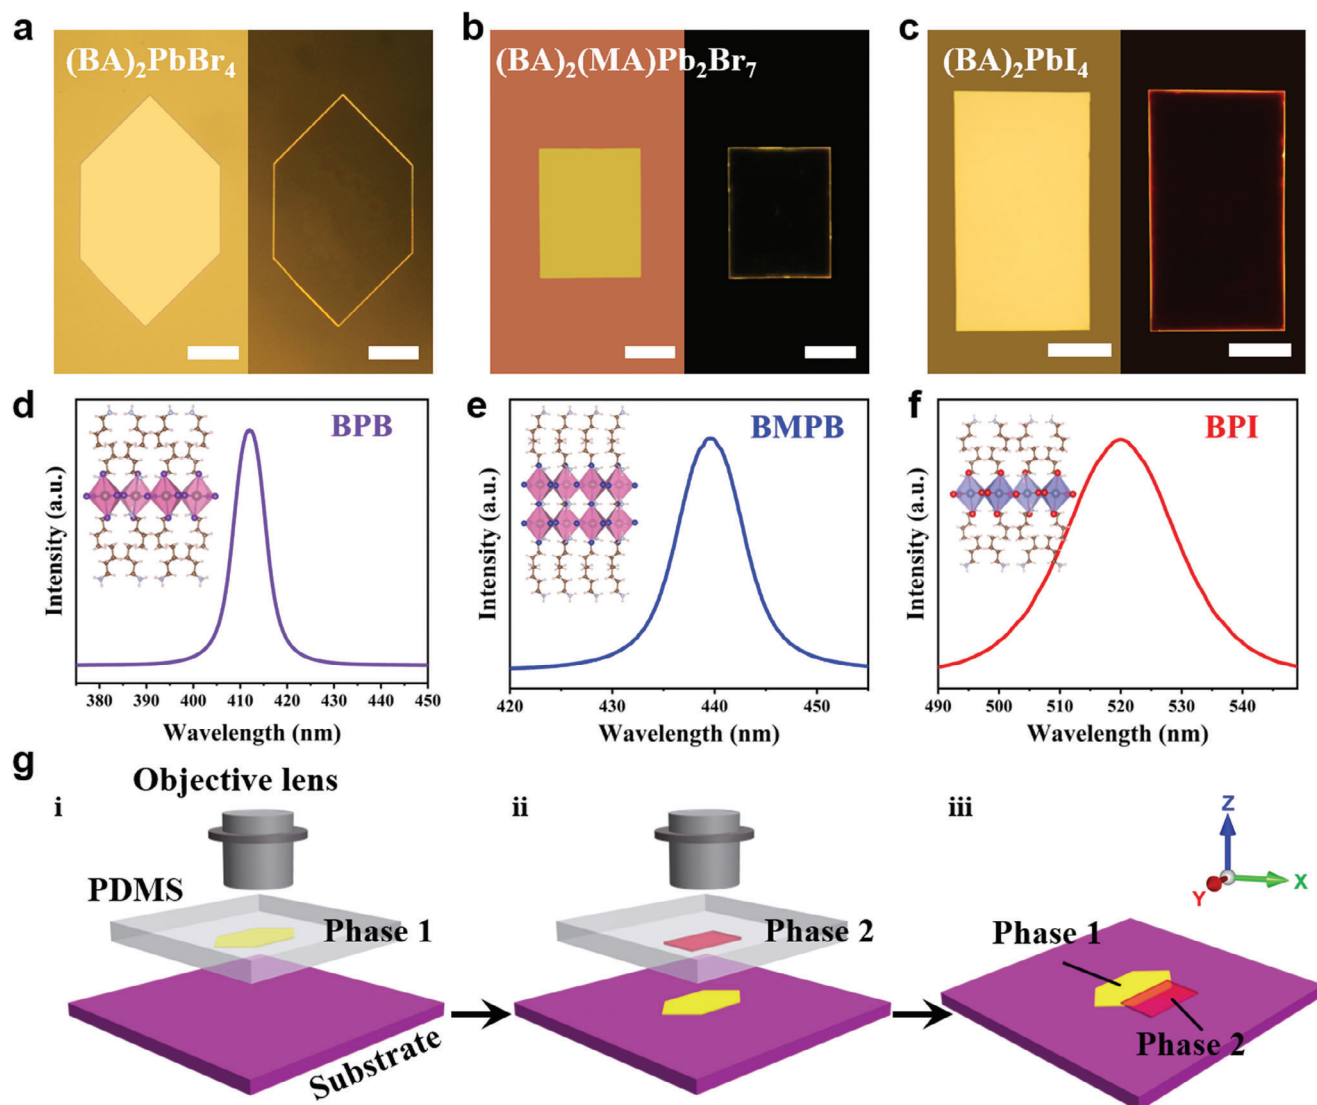 a
(BA)₂PbBr₄
b
(BA)₂(MA)Pb₂Br₇
c
(BA)₂PbI₄
d
BPB
Intensity (a.u.)
380 390 400 410 420 430 440 450
Wavelength (nm)
e
BMPB
Intensity (a.u.)
420 430 440 450
Wavelength (nm)
f
BPI
Intensity (a.u.)
490 500 510 520 530 540
Wavelength (nm)
g
i
Objective lens
PDMS
Phase 1
Substrate
ii
Phase 2
iii
Z
X
Y
Phase 1
Phase 2